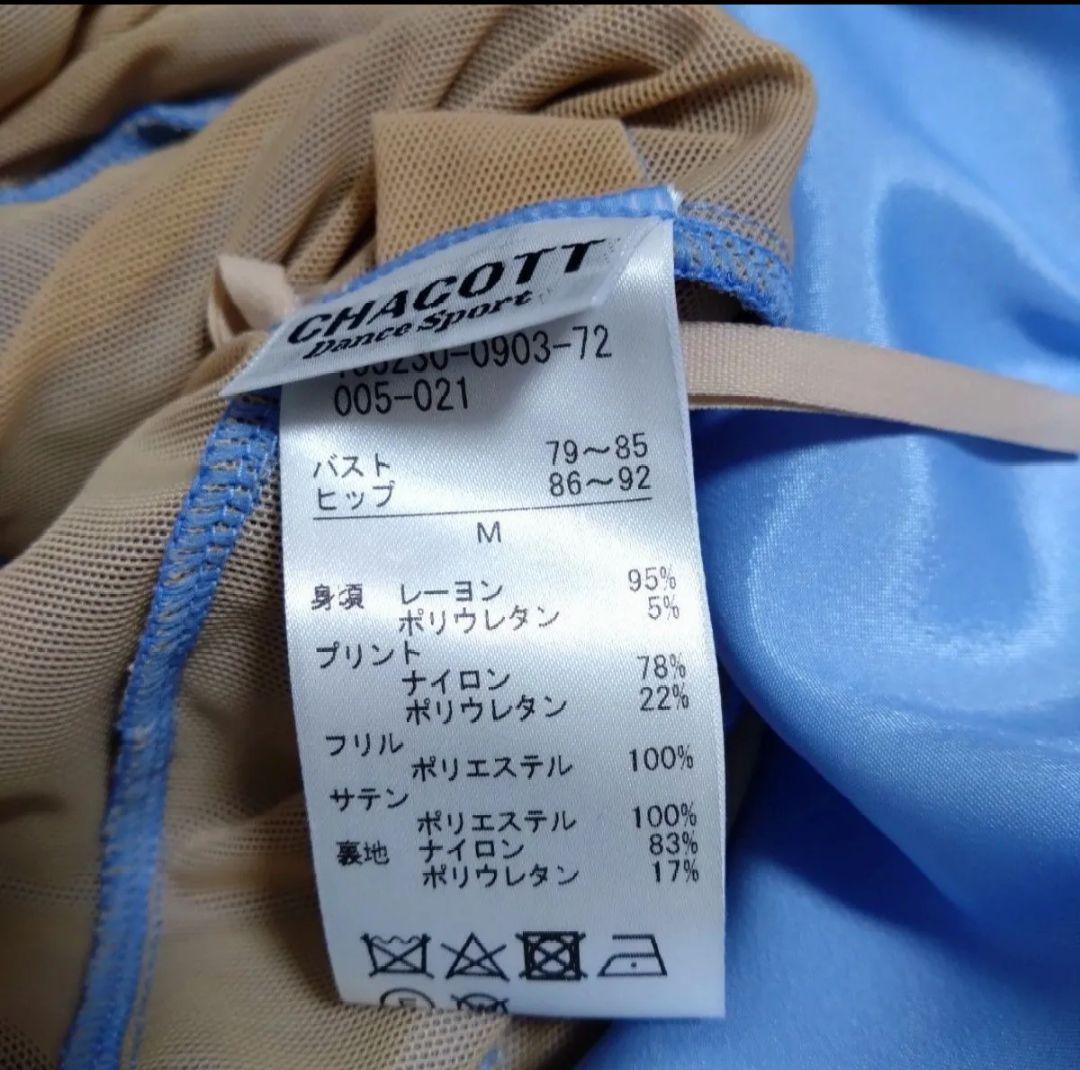 CHACOTT
Dance Sport
0-0903-72
005-021
バスト 79～85
ヒップ 86～92
M
身頃 レーヨン 95%
ポリウレタン 5%
プリント
ナイロン 78%
ポリウレタン 22%
フリル
ポリエステル 100%
サテン
ポリエステル 100%
裏地 ナイロン 83%
ポリウレタン 17%